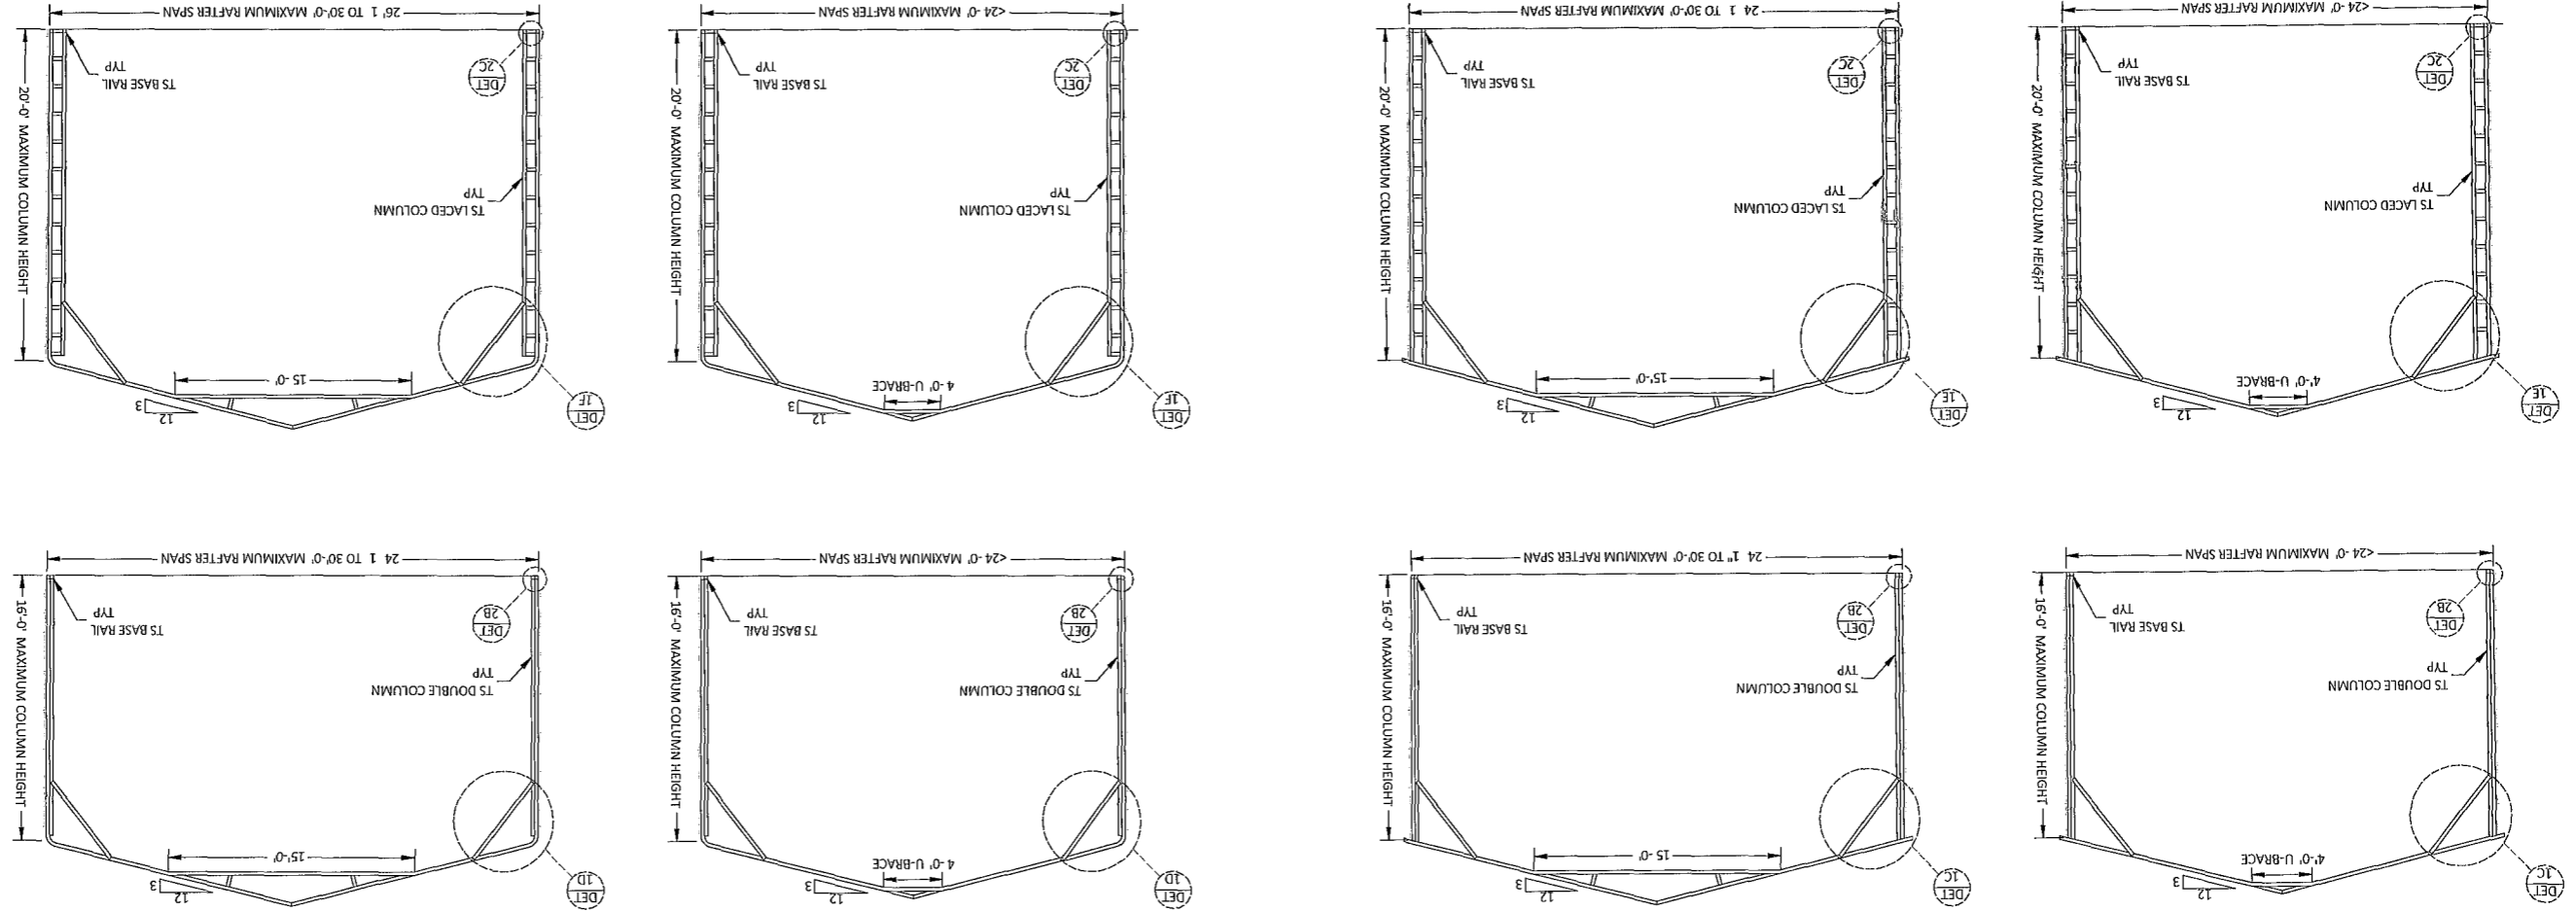 DET
1C
12
3
4'-0' U-BRACE
16'-0' MAXIMUM COLUMN HEIGHT
TS DOUBLE COLUMN
TYP
DET
2B
TS BASE RAIL
TYP
<24 -0' MAXIMUM RAFTER SPAN
DET
1C
12
3
15 -0'
16'-0' MAXIMUM COLUMN HEIGHT
TS DOUBLE COLUMN
TYP
DET
2B
TS BASE RAIL
TYP
24 1" TO 30'-0' MAXIMUM RAFTER SPAN
DET
1D
12
3
4 -0' U-BRACE
16'-0' MAXIMUM COLUMN HEIGHT
TS DOUBLE COLUMN
TYP
DET
2B
TS BASE RAIL
TYP
<24 -0' MAXIMUM RAFTER SPAN
DET
1D
12
3
15'-0'
16'-0' MAXIMUM COLUMN HEIGHT
TS DOUBLE COLUMN
TYP
DET
2B
TS BASE RAIL
TYP
24 1 TO 30'-0' MAXIMUM RAFTER SPAN
DET
1E
12
3
4'-0' U-BRACE
20'-0' MAXIMUM COLUMN HEIGHT
TS LACED COLUMN
TYP
DET
2C
TS BASE RAIL
TYP
<24 -0' MAXIMUM RAFTER SPAN
DET
1E
12
3
15'-0'
20'-0' MAXIMUM COLUMN HEIGHT
TS LACED COLUMN
TYP
DET
2C
TS BASE RAIL
TYP
24 1 TO 30'-0' MAXIMUM RAFTER SPAN
DET
1F
12
3
4 -0' U-BRACE
20'-0' MAXIMUM COLUMN HEIGHT
TS LACED COLUMN
TYP
DET
2C
TS BASE RAIL
TYP
<24 -0' MAXIMUM RAFTER SPAN
DET
1F
12
3
15 -0'
20'-0' MAXIMUM COLUMN HEIGHT
TS LACED COLUMN
TYP
DET
2C
TS BASE RAIL
TYP
26' 1 TO 30'-0' MAXIMUM RAFTER SPAN